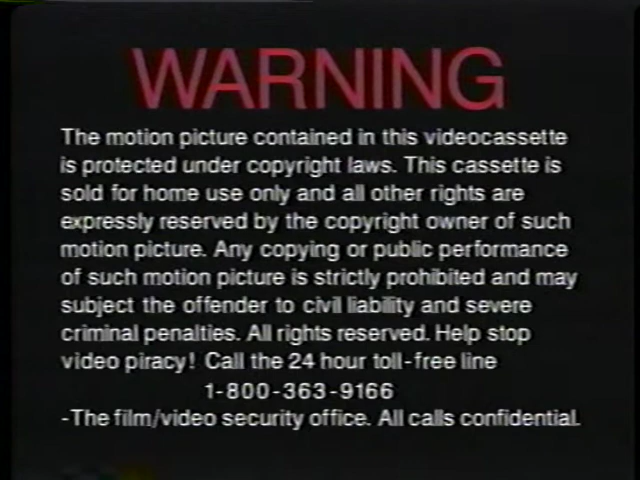 WARNING
The motion picture contained in this videocassette
is protected under copyright laws. This cassette is
sold for home use only and all other rights are
expressly reserved by the copyright owner of such
motion picture. Any copying or public performance
of such motion picture is strictly prohibited and may
subject the offender to civil liability and severe
criminal penalties. All rights reserved. Help stop
video piracy! Call the 24 hour toll-free line
1-800-363-9166
-The film/video security office. All calls confidential.